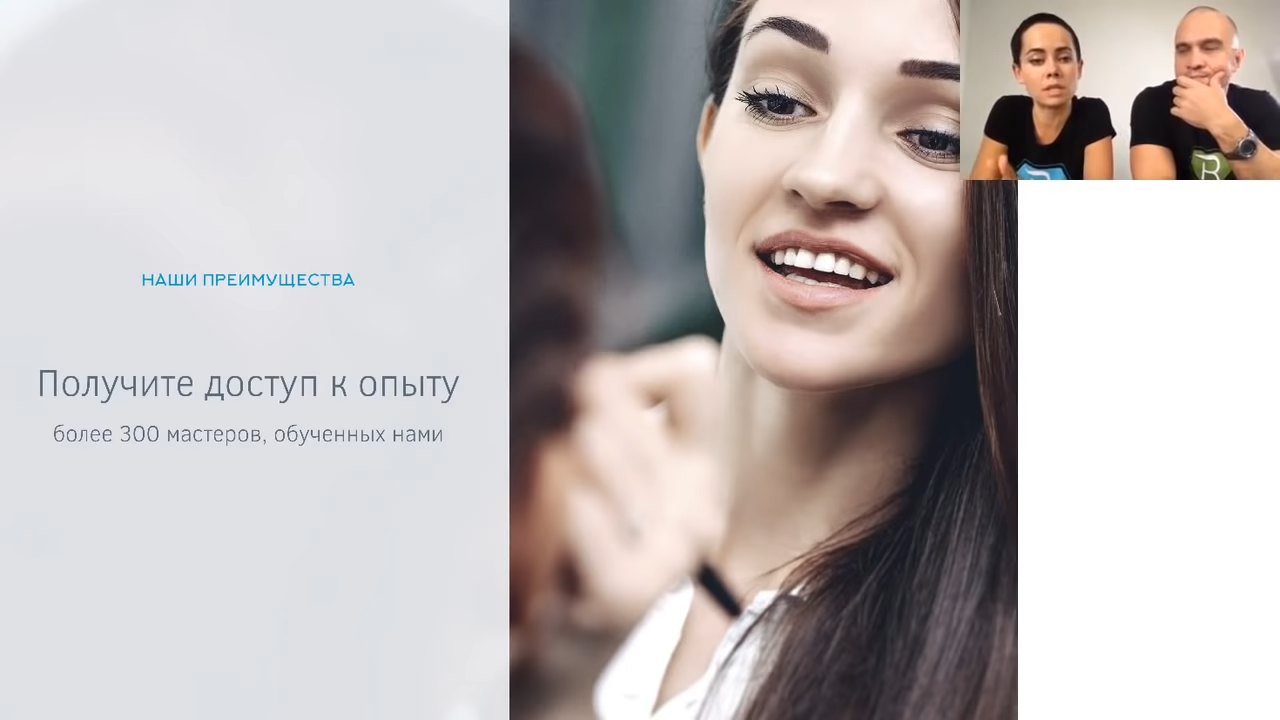 НАШИ ПРЕИМУЩЕСТВА
Получите доступ к опыту
более 300 мастеров, обученных нами